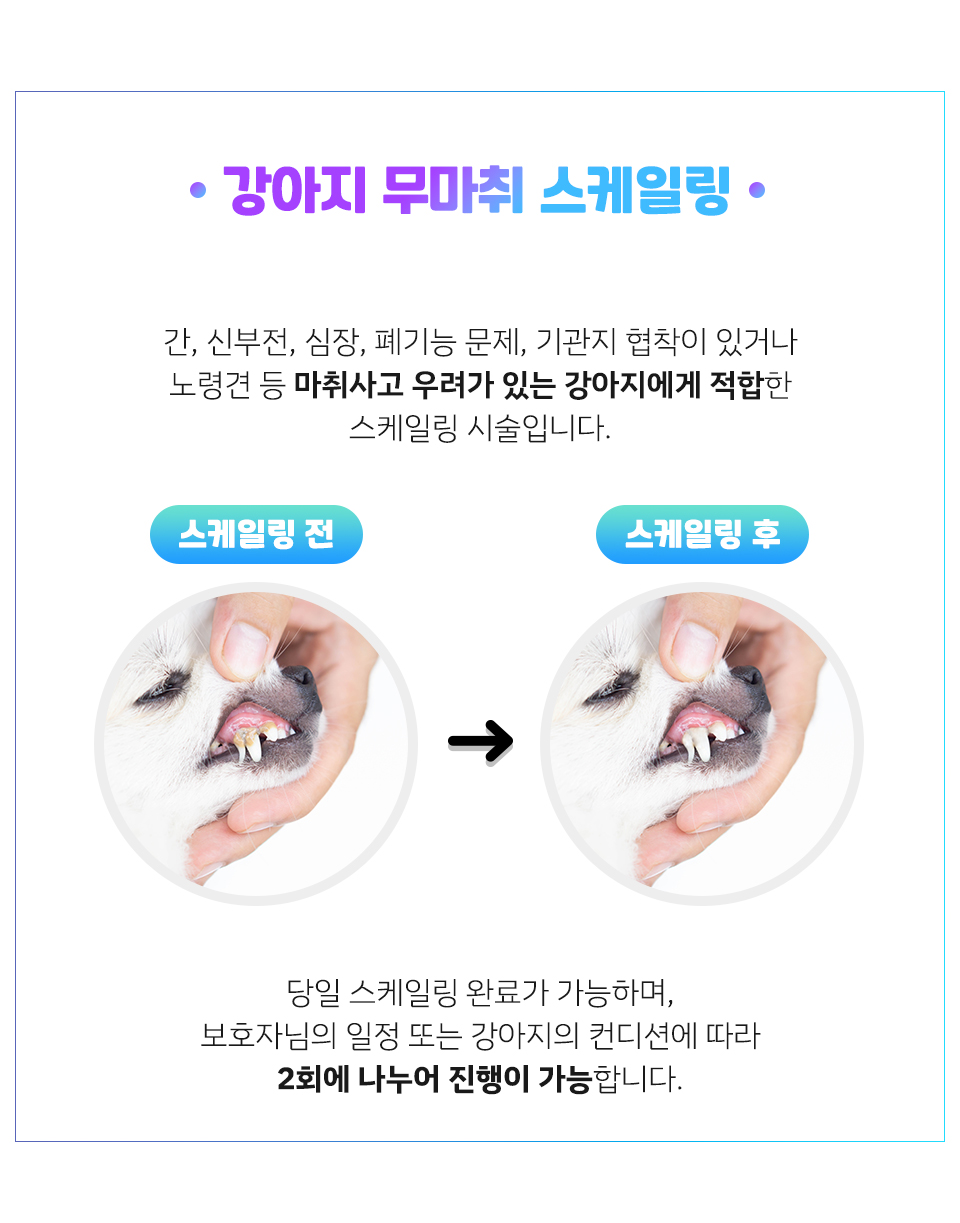 • 강아지 무마취 스케일링 •
간, 신부전, 심장, 폐기능 문제, 기관지 협착이 있거나
노령견 등 마취사고 우려가 있는 강아지에게 적합한
스케일링 시술입니다.
스케일링 전
스케일링 후
당일 스케일링 완료가 가능하며,
보호자님의 일정 또는 강아지의 컨디션에 따라
2회에 나누어 진행이 가능합니다.